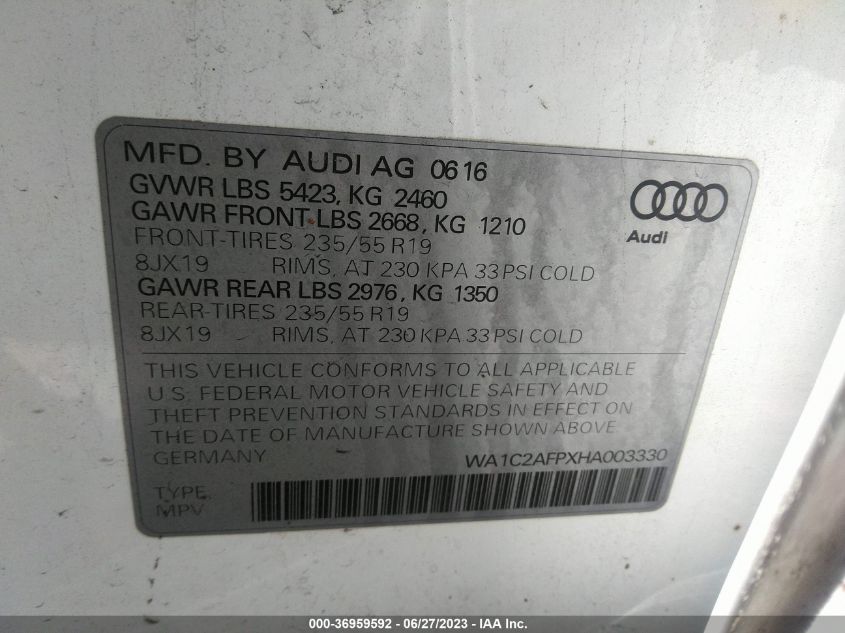 MFD. BY AUDI AG 0616
GVWR LBS 5423, KG 2460
GAWR FRONT LBS 2668, KG 1210
FRONT-TIRES 235/55 R19
8JX19 RIMS, AT 230 KPA 33 PSI COLD
GAWR REAR LBS 2976, KG 1350
REAR-TIRES 235/55 R19
8JX19 RIMS, AT 230 KPA 33 PSI COLD
Audi
THIS VEHICLE CONFORMS TO ALL APPLICABLE
U.S. FEDERAL MOTOR VEHICLE SAFETY AND
THEFT PREVENTION STANDARDS IN EFFECT ON
THE DATE OF MANUFACTURE SHOWN ABOVE.
GERMANY WA1C2AFPXHA003330
TYPE
MPV
000-36959592 - 06/27/2023 - IAA Inc.